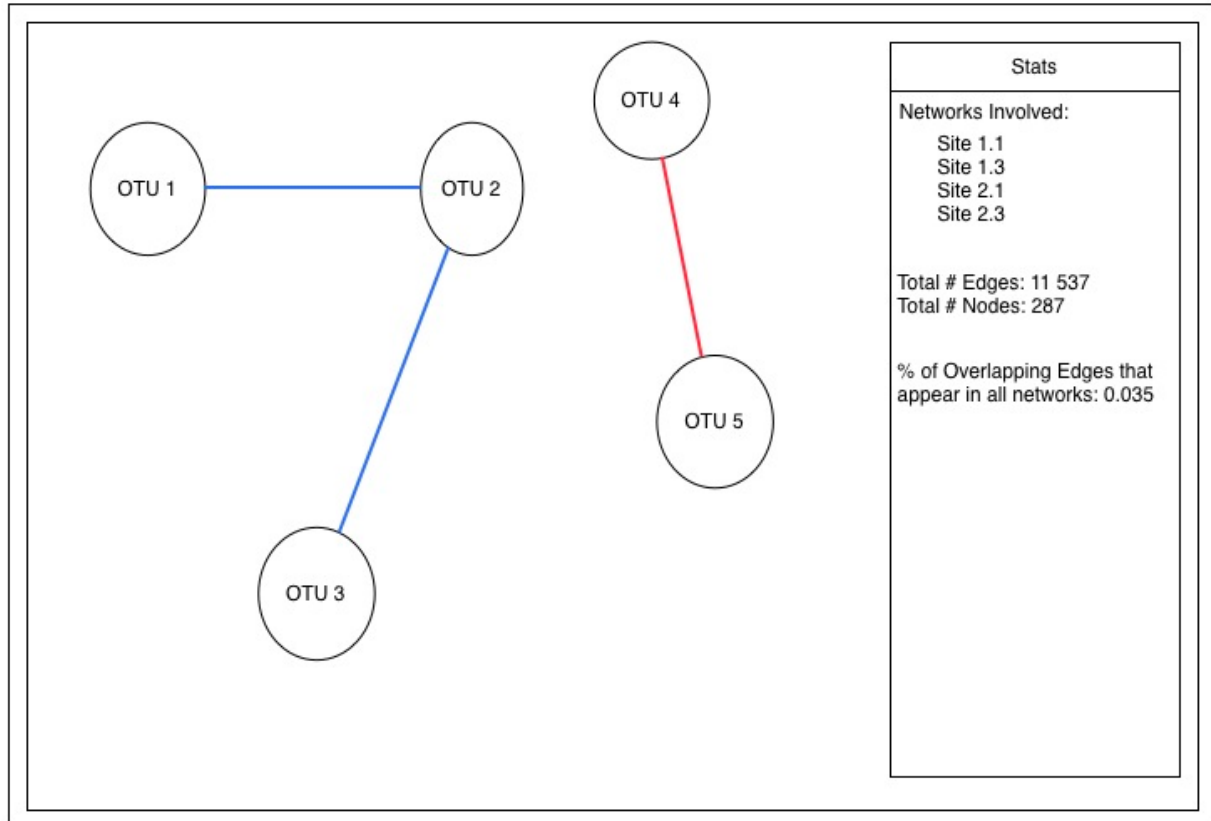 OTU 1
OTU 2
OTU 3
OTU 4
OTU 5
Stats
Networks Involved:
Site 1.1
Site 1.3
Site 2.1
Site 2.3
Total # Edges: 11 537
Total # Nodes: 287
% of Overlapping Edges that
appear in all networks: 0.035